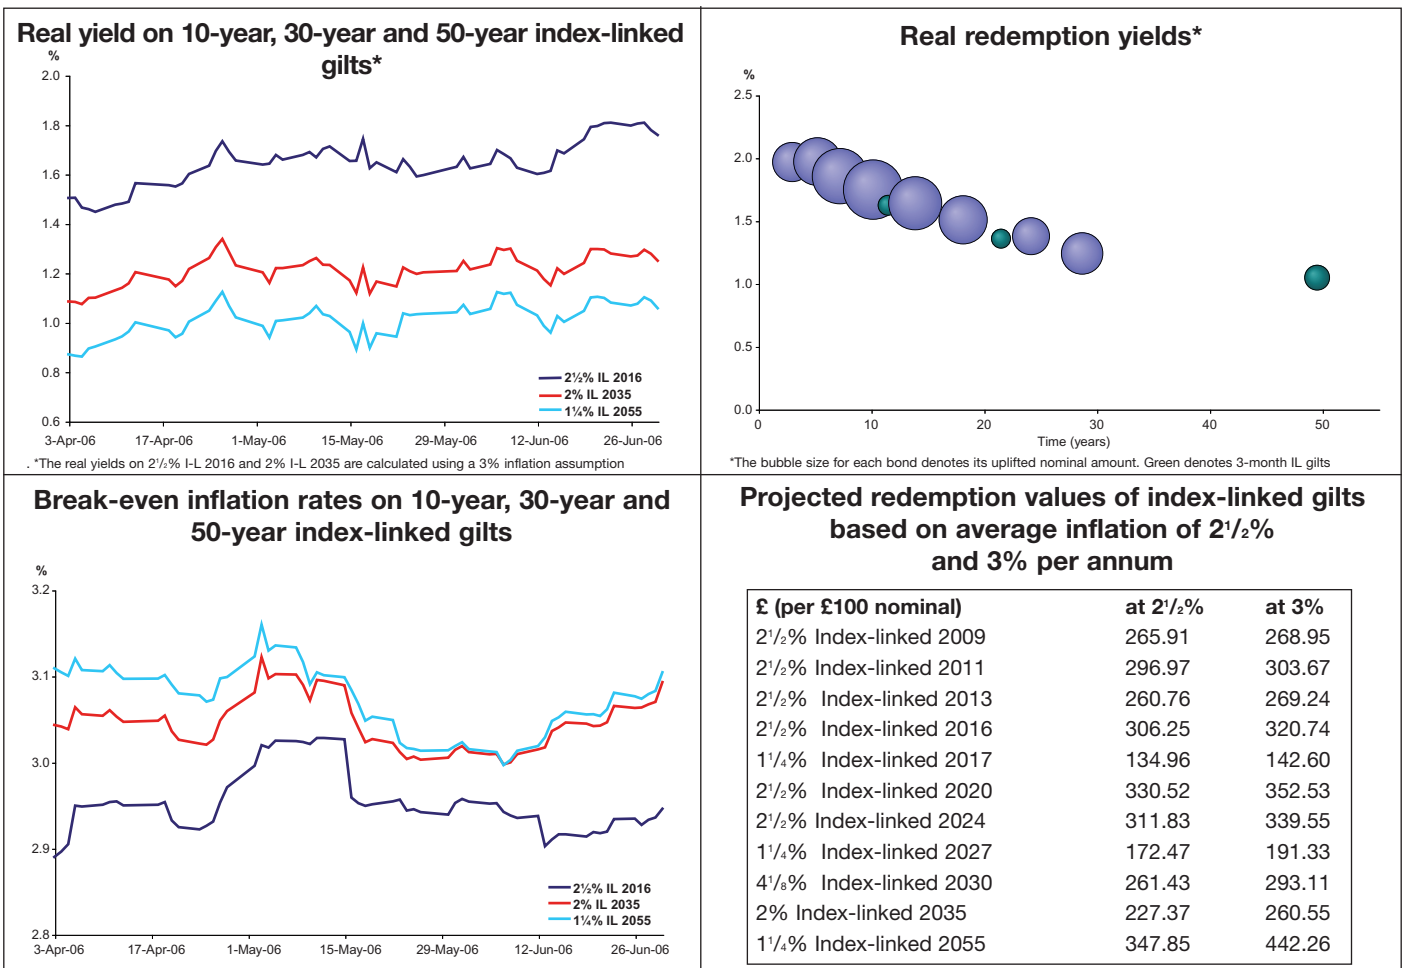 Real yield on 10-year, 30-year and 50-year index-linked
gilts*
%
2.0
1.8
1.6
1.4
1.2
1.0
0.8
0.6
2½% IL 2016
2% IL 2035
1¼% IL 2055
3-Apr-06 17-Apr-06 1-May-06 15-May-06 29-May-06 12-Jun-06 26-Jun-06
. *The real yields on 2½% I-L 2016 and 2% I-L 2035 are calculated using a 3% inflation assumption
Real redemption yields*
%
2.5
2.0
1.5
1.0
0.5
0.0
0 10 20 30 40 50
Time (years)
*The bubble size for each bond denotes its uplifted nominal amount. Green denotes 3-month IL gilts
Break-even inflation rates on 10-year, 30-year and
50-year index-linked gilts
%
3.2
3.1
3.0
2.9
2.8
2½% IL 2016
2% IL 2035
1¼% IL 2055
3-Apr-06 17-Apr-06 1-May-06 15-May-06 29-May-06 12-Jun-06 26-Jun-06
Projected redemption values of index-linked gilts
based on average inflation of 2½%
and 3% per annum
£ (per £100 nominal) at 2½% at 3%
2½% Index-linked 2009 265.91 268.95
2½% Index-linked 2011 296.97 303.67
2½% Index-linked 2013 260.76 269.24
2½% Index-linked 2016 306.25 320.74
1¼% Index-linked 2017 134.96 142.60
2½% Index-linked 2020 330.52 352.53
2½% Index-linked 2024 311.83 339.55
1¼% Index-linked 2027 172.47 191.33
4⅛% Index-linked 2030 261.43 293.11
2% Index-linked 2035 227.37 260.55
1¼% Index-linked 2055 347.85 442.26